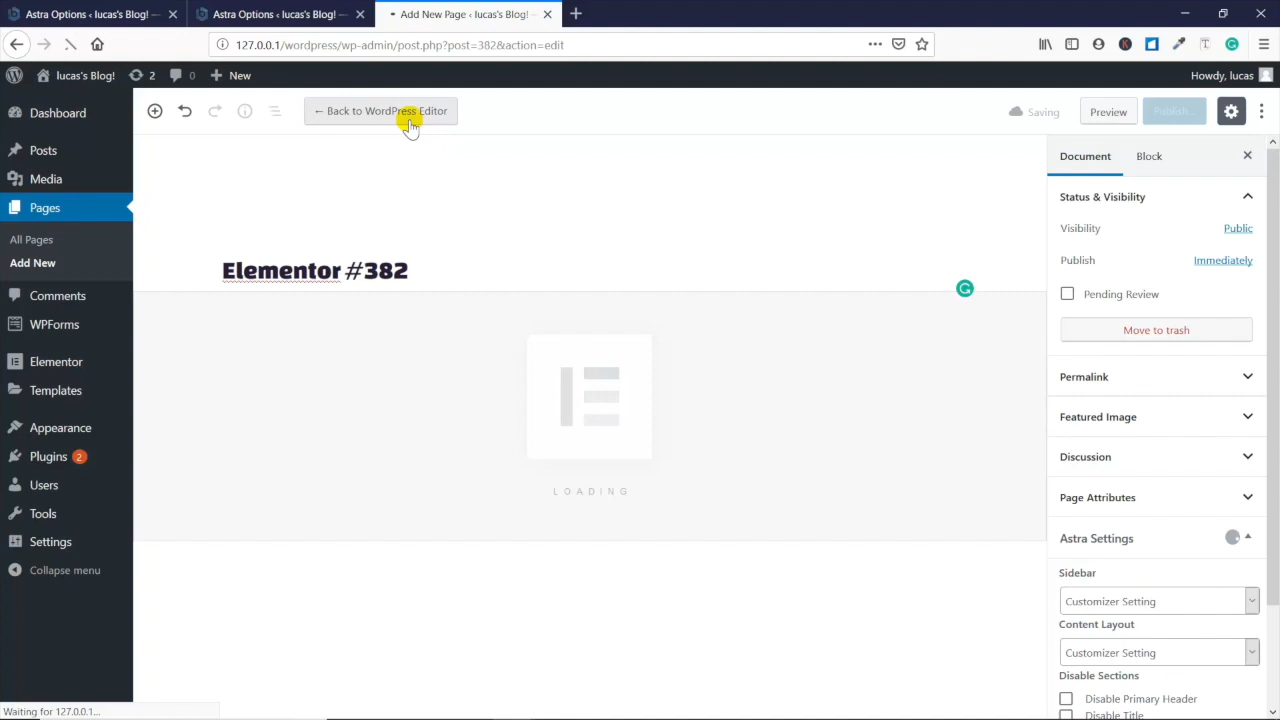 Astra Options ‹ lucas's Blog! —
Astra Options ‹ lucas's Blog! —
Add New Page ‹ lucas's Blog! —
127.0.0.1/wordpress/wp-admin/post.php?post=382&action=edit
lucas's Blog!
2
0
New
Howdy, lucas
Dashboard
Posts
Media
Pages
All Pages
Add New
Comments
WPForms
Elementor
Templates
Appearance
Plugins 2
Users
Tools
Settings
Collapse menu
← Back to WordPress Editor
Saving
Preview
Publish...
Elementor #382
LOADING
Document
Block
Status & Visibility
Visibility
Public
Publish
Immediately
Pending Review
Move to trash
Permalink
Featured Image
Discussion
Page Attributes
Astra Settings
Sidebar
Customizer Setting
Content Layout
Customizer Setting
Disable Sections
Disable Primary Header
Disable Title
Waiting for 127.0.0.1...